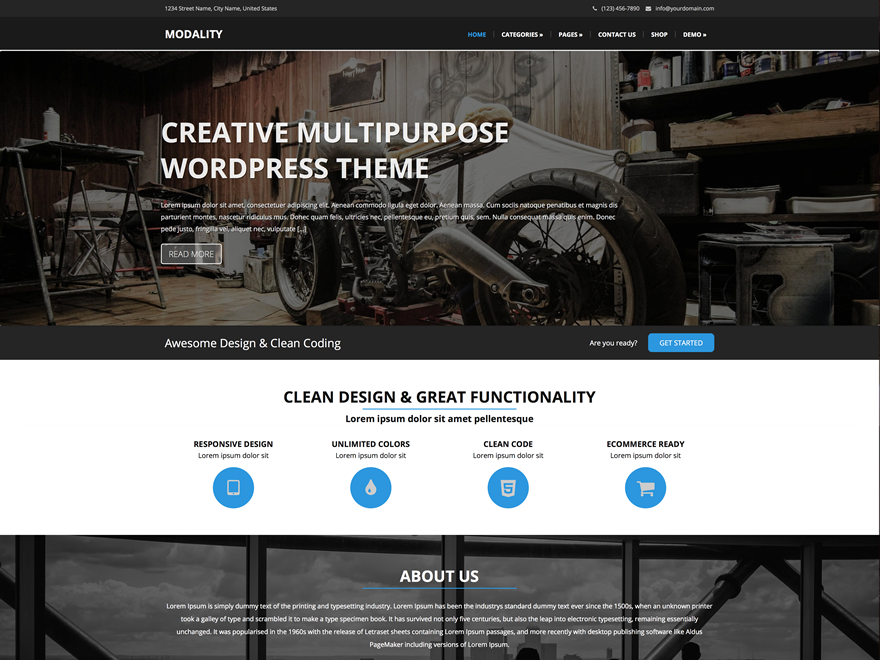 1234 Street Name, City Name, United States
(123) 456-7890 info@yourdomain.com
MODALITY
HOME CATEGORIES » PAGES » CONTACT US SHOP DEMO »
CREATIVE MULTIPURPOSE
WORDPRESS THEME
Lorem ipsum dolor sit amet, consectetuer adipiscing elit. Aenean commodo ligula eget dolor. Aenean massa. Cum sociis natoque penatibus et magnis dis
parturient montes, nascetur ridiculus mus. Donec quam felis, ultricies nec, pellentesque eu, pretium quis, sem. Nulla consequat massa quis enim. Donec
pede justo, fringilla vel, aliquet nec, vulputate [...]
READ MORE
Awesome Design & Clean Coding
Are you ready? GET STARTED
CLEAN DESIGN & GREAT FUNCTIONALITY
Lorem ipsum dolor sit amet pellentesque
RESPONSIVE DESIGN UNLIMITED COLORS CLEAN CODE ECOMMERCE READY
Lorem ipsum dolor sit Lorem ipsum dolor sit Lorem ipsum dolor sit Lorem ipsum dolor sit
ABOUT US
Lorem Ipsum is simply dummy text of the printing and typesetting industry. Lorem Ipsum has been the industrys standard dummy text ever since the 1500s, when an unknown printer
took a galley of type and scrambled it to make a type specimen book. It has survived not only five centuries, but also the leap into electronic typesetting, remaining essentially
unchanged. It was popularised in the 1960s with the release of Letraset sheets containing Lorem Ipsum passages, and more recently with desktop publishing software like Aldus
PageMaker including versions of Lorem Ipsum.